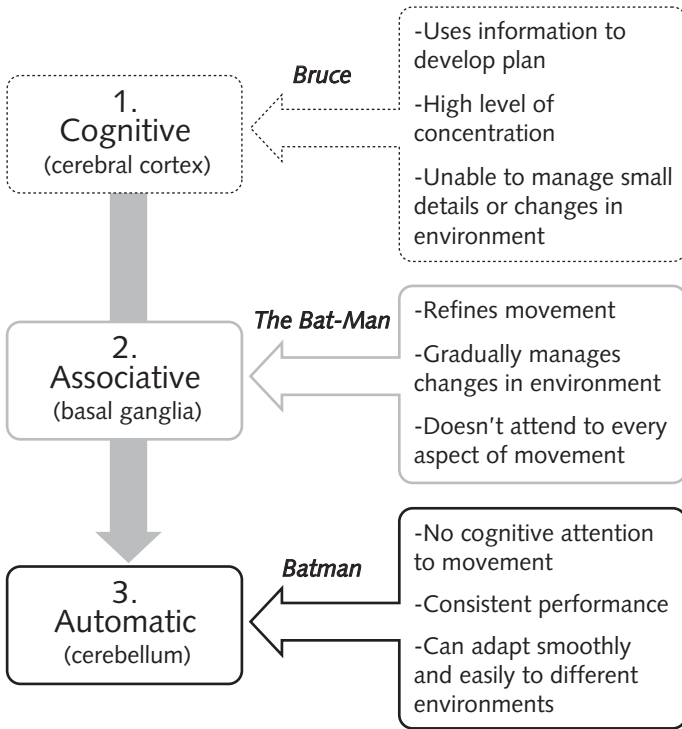 1.
Cognitive
(cerebral cortex)
Bruce
-Uses information to
develop plan
-High level of
concentration
-Unable to manage small
details or changes in
environment
2.
Associative
(basal ganglia)
The Bat-Man
-Refines movement
-Gradually manages
changes in environment
-Doesn't attend to every
aspect of movement
3.
Automatic
(cerebellum)
Batman
-No cognitive attention
to movement
-Consistent performance
-Can adapt smoothly
and easily to different
environments